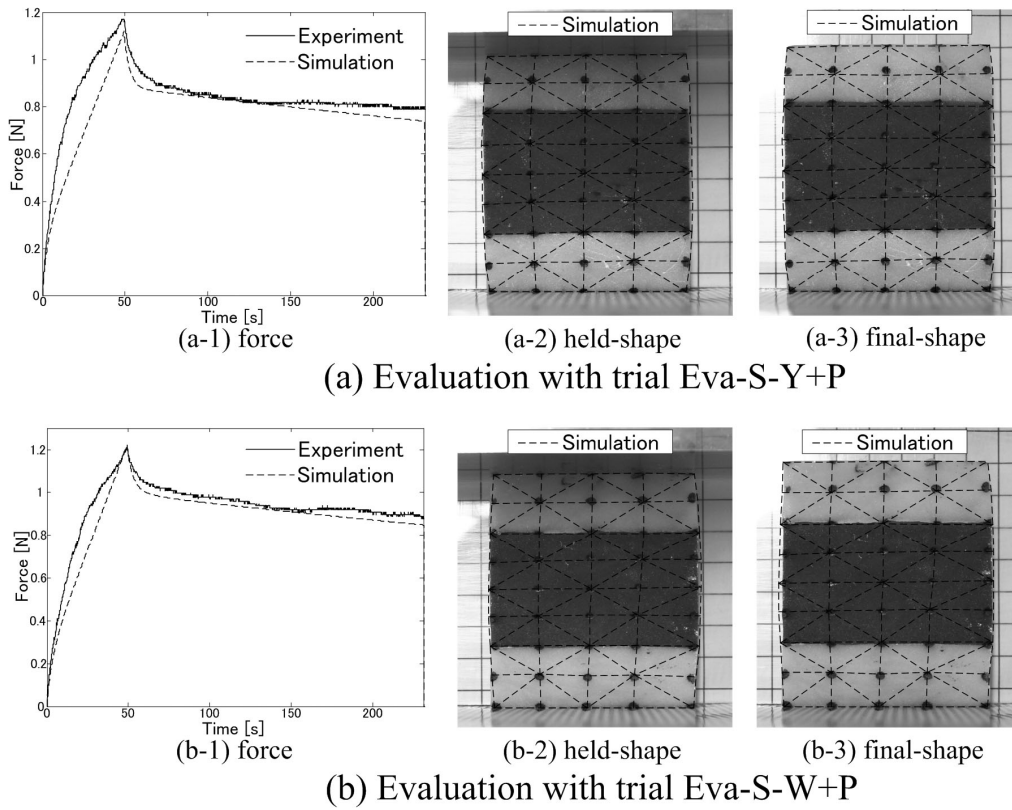 Simulation
Simulation
1.2
1
0.8
0.6
0.4
0.2
0
Force [N]
Experiment
Simulation
0
50
100
150
200
Time [s]
(a-1) force
(a-2) held-shape
(a-3) final-shape
(a) Evaluation with trial Eva-S-Y+P
Simulation
Simulation
1.2
1
0.8
0.6
0.4
0.2
0
Force [N]
Experiment
Simulation
0
50
100
150
200
Time [s]
(b-1) force
(b-2) held-shape
(b-3) final-shape
(b) Evaluation with trial Eva-S-W+P